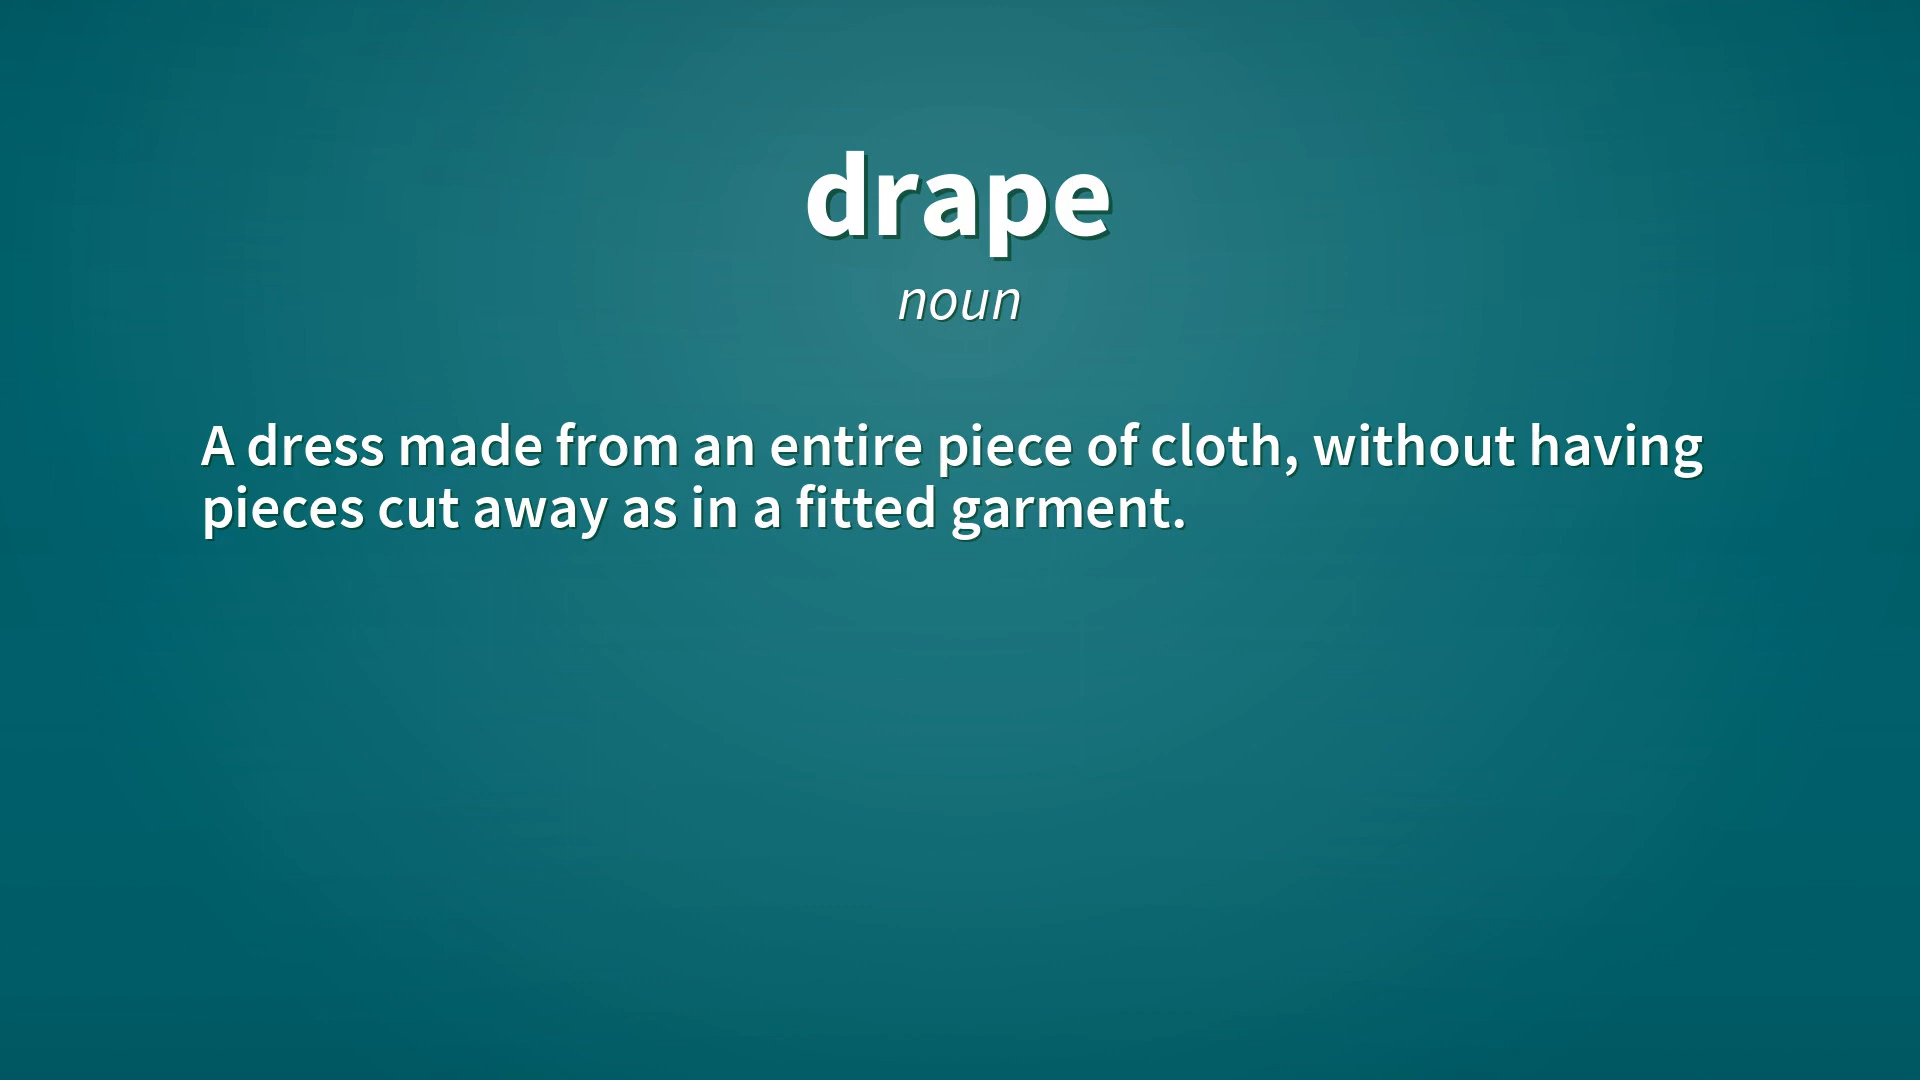 drape
noun
A dress made from an entire piece of cloth, without having
pieces cut away as in a fitted garment.